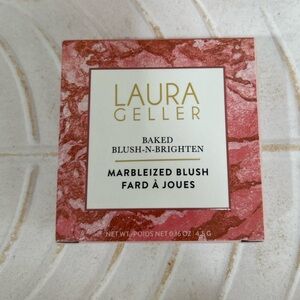 LAURA
GELLER
BAKED
BLUSH-N-BRIGHTEN
MARBLEIZED BLUSH
FARD À JOUES
NET WT·POIDS NET 0.16 OZ | 4.5 G